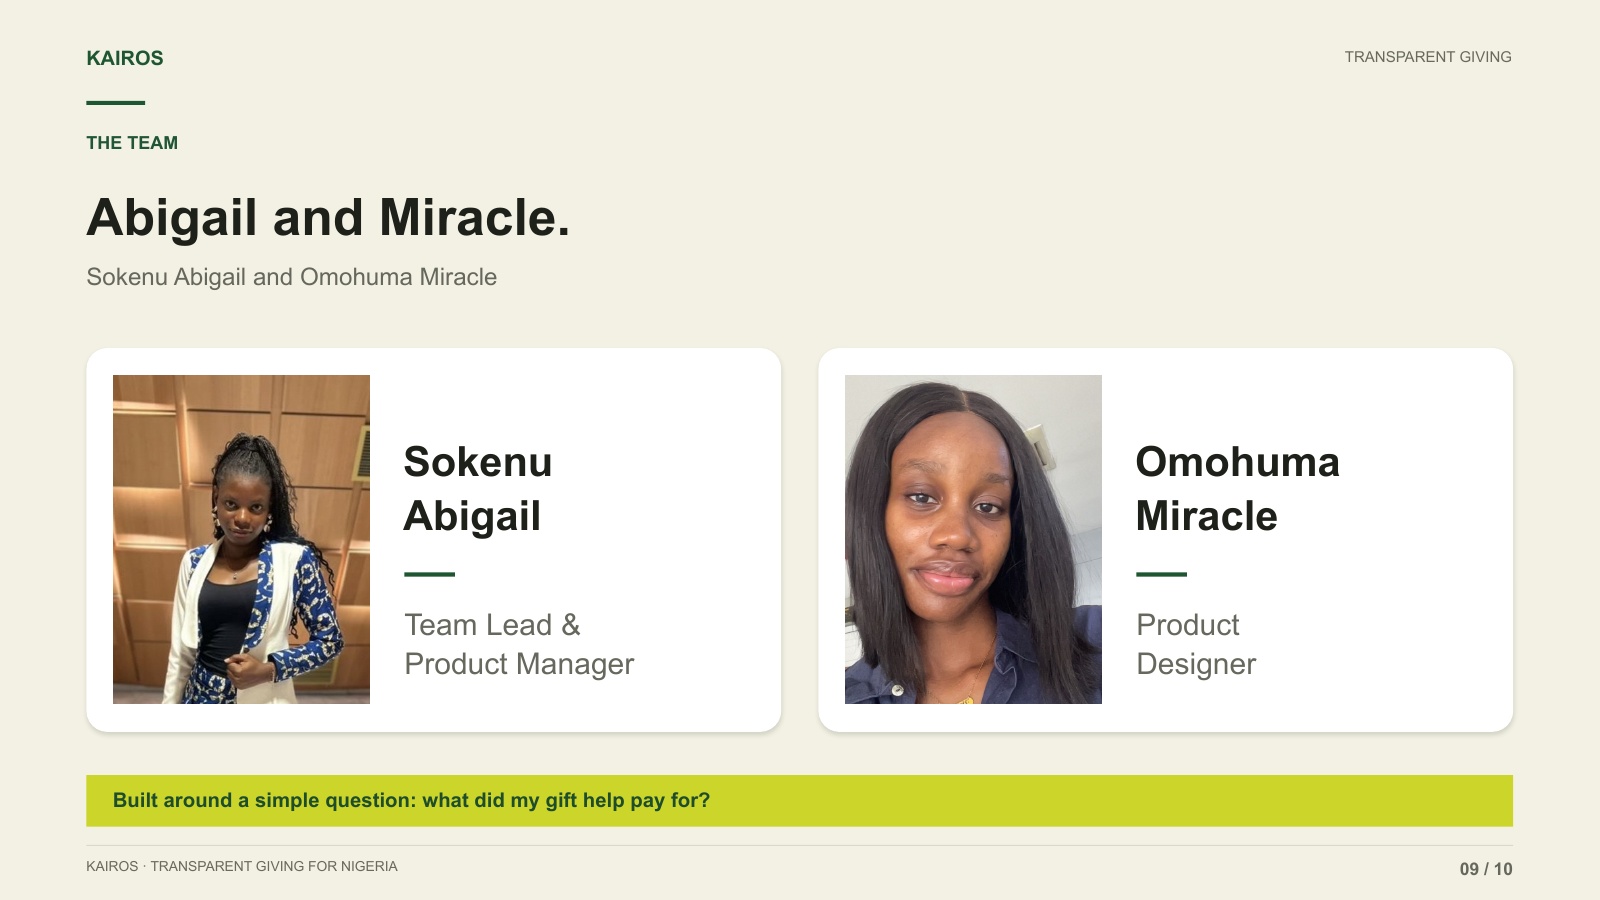 KAIROS
TRANSPARENT GIVING
THE TEAM
Abigail and Miracle.
Sokenu Abigail and Omohuma Miracle
Sokenu
Abigail
Team Lead &
Product Manager
Omohuma
Miracle
Product
Designer
Built around a simple question: what did my gift help pay for?
KAIROS · TRANSPARENT GIVING FOR NIGERIA
09 / 10